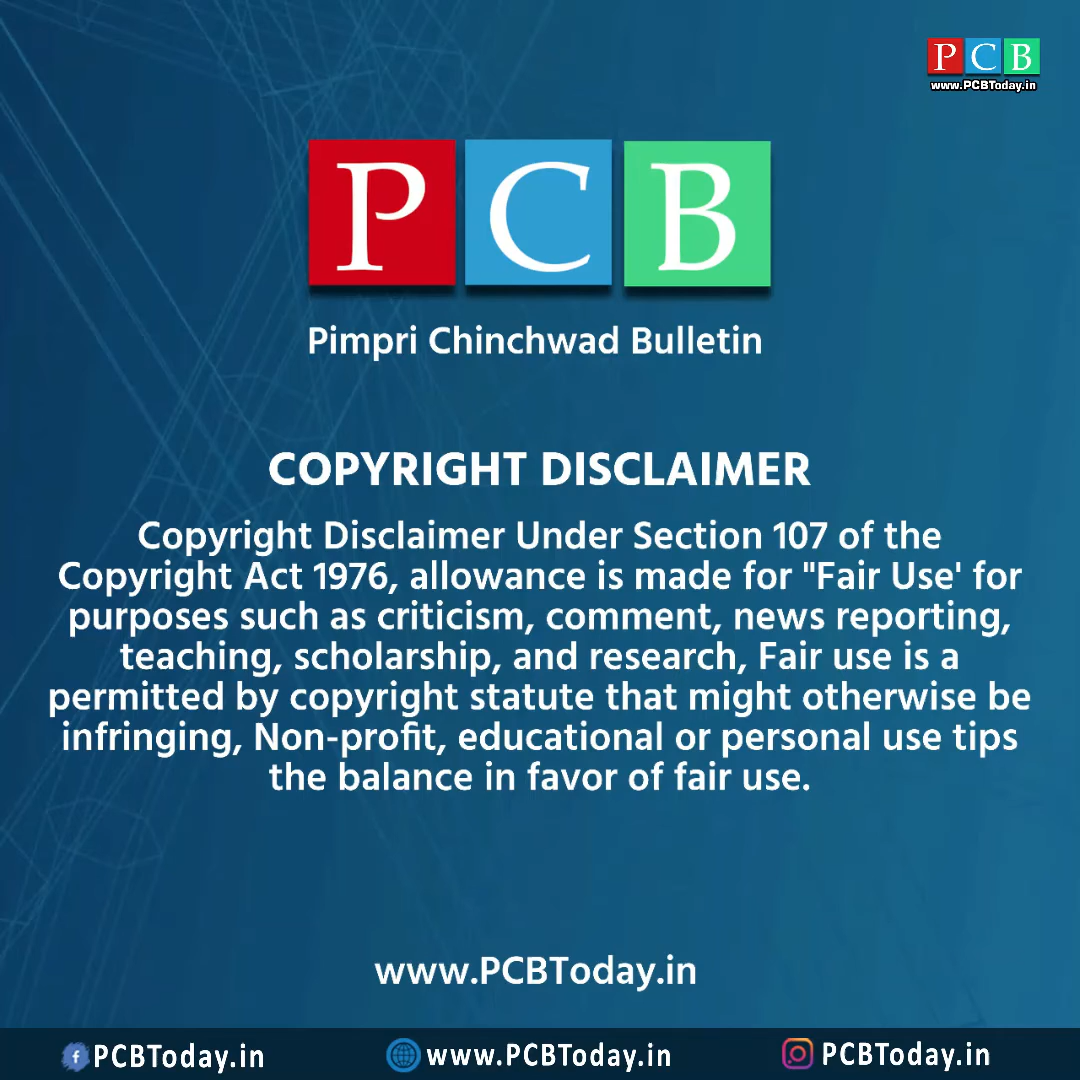 P C B
www.PCBToday.in
P C B
Pimpri Chinchwad Bulletin
COPYRIGHT DISCLAIMER
Copyright Disclaimer Under Section 107 of the
Copyright Act 1976, allowance is made for "Fair Use' for
purposes such as criticism, comment, news reporting,
teaching, scholarship, and research, Fair use is a
permitted by copyright statute that might otherwise be
infringing, Non-profit, educational or personal use tips
the balance in favor of fair use.
www.PCBToday.in
PCBToday.in www.PCBToday.in PCBToday.in